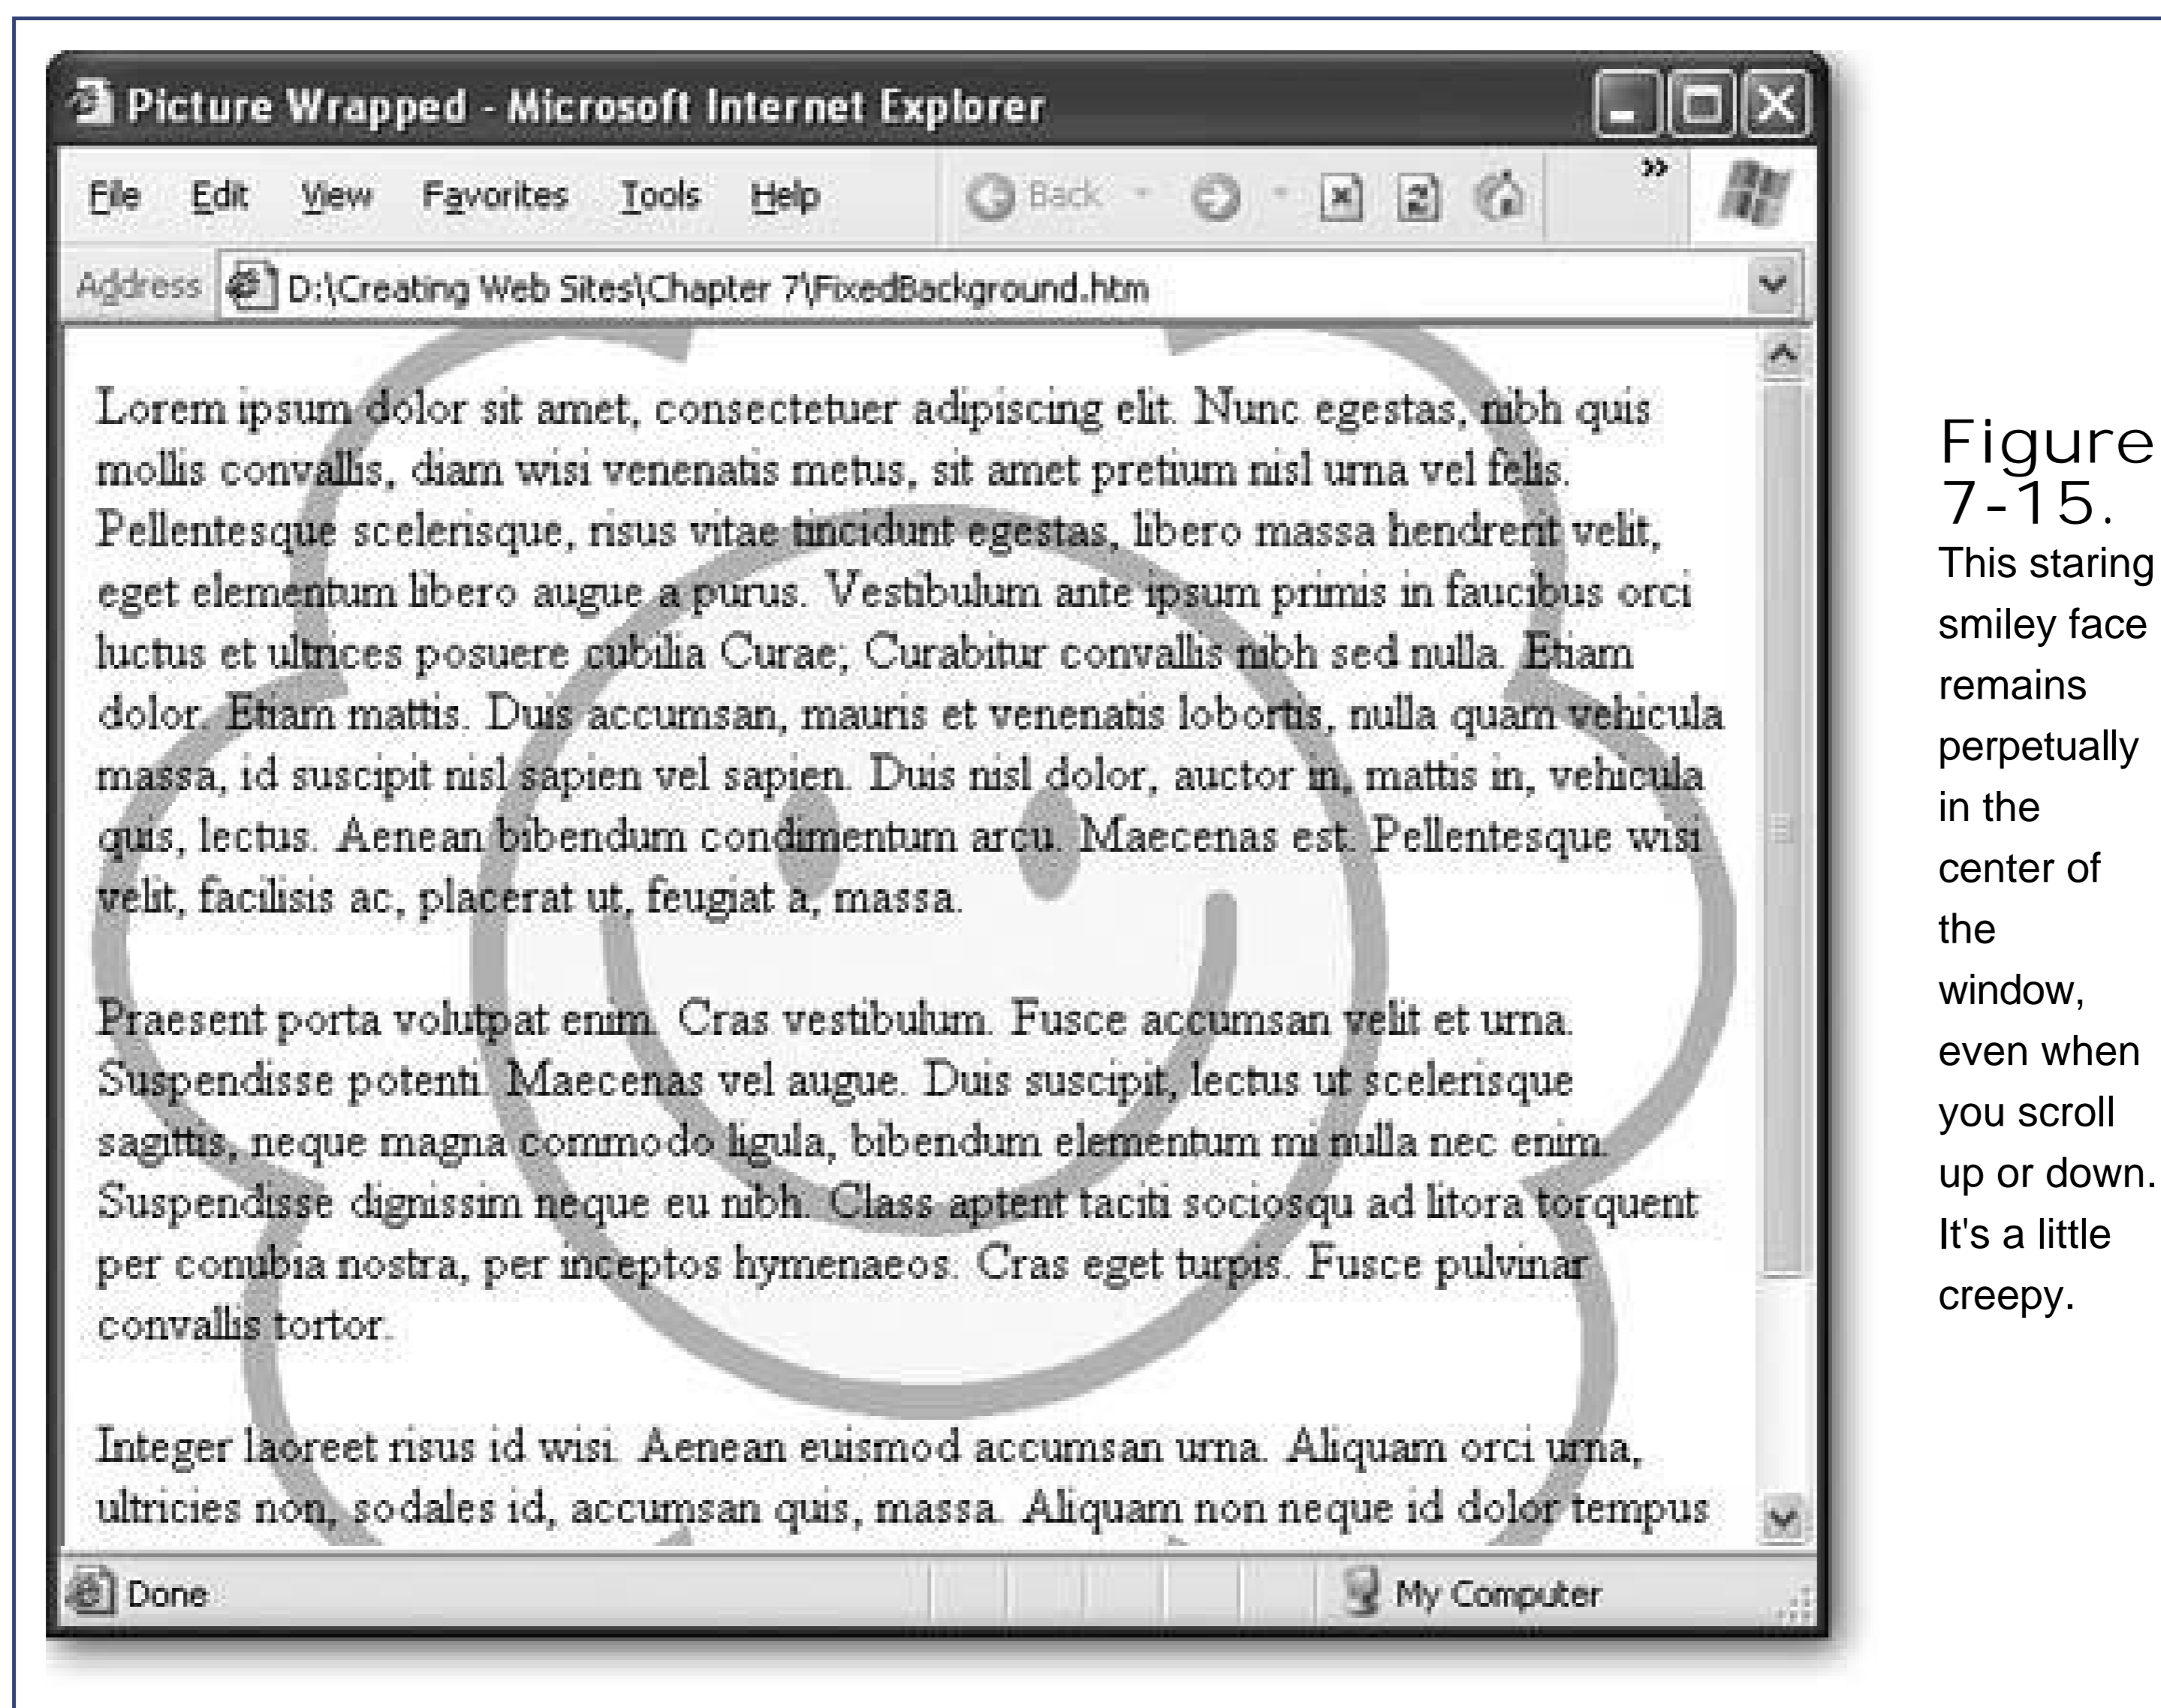 Picture Wrapped - Microsoft Internet Explorer
File Edit View Favorites Tools Help Back »
Address D:\Creating Web Sites\Chapter 7\FixedBackground.htm
Lorem ipsum dolor sit amet, consectetuer adipiscing elit. Nunc egestas, nibh quis
mollis convallis, diam wisi venenatis metus, sit amet pretium nisl urna vel felis.
Pellentesque scelerisque, risus vitae tincidunt egestas, libero massa hendrerit velit,
eget elementum libero augue a purus. Vestibulum ante ipsum primis in faucibus orci
luctus et ultrices posuere cubilia Curae; Curabitur convallis nibh sed nulla. Etiam
dolor. Etiam mattis. Duis accumsan, mauris et venenatis lobortis, nulla quam vehicula
massa, id suscipit nisl sapien vel sapien. Duis nisl dolor, auctor in, mattis in, vehicula
quis, lectus. Aenean bibendum condimentum arcu. Maecenas est. Pellentesque wisi
velit, facilisis ac, placerat ut, feugiat a, massa.
Praesent porta volutpat enim. Cras vestibulum. Fusce accumsan velit et urna.
Suspendisse potenti. Maecenas vel augue. Duis suscipit, lectus ut scelerisque
sagittis, neque magna commodo ligula, bibendum elementum mi nulla nec enim.
Suspendisse dignissim neque eu nibh. Class aptent taciti sociosqu ad litora torquent
per conubia nostra, per inceptos hymenaeos. Cras eget turpis. Fusce pulvinar
convallis tortor.
Integer laoreet risus id wisi. Aenean euismod accumsan urna. Aliquam orci urna,
ultricies non, sodales id, accumsan quis, massa. Aliquam non neque id dolor tempus
Done My Computer
Figure
7-15.
This staring
smiley face
remains
perpetually
in the
center of
the
window,
even when
you scroll
up or down.
It's a little
creepy.